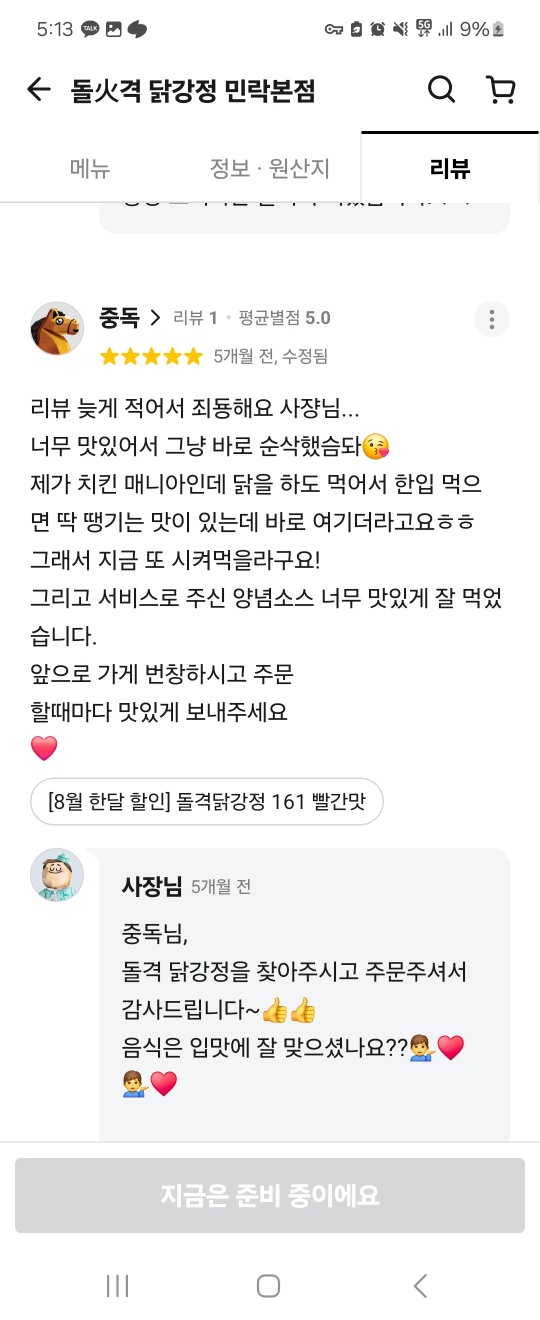 5:13 TALK 5G 9%
돌火격 닭강정 민락본점
메뉴 정보 · 원산지 리뷰
중독 리뷰 1 · 평균별점 5.0
5개월 전, 수정됨
리뷰 늦게 적어서 죄둉해요 사쟝님...
너무 맛있어서 그냥 바로 순삭했슴돠😘
제가 치킨 매니아인데 닭을 하도 먹어서 한입 먹으
면 딱 땡기는 맛이 있는데 바로 여기더라고요ㅎㅎ
그래서 지금 또 시켜먹을라구요!
그리고 서비스로 주신 양념소스 너무 맛있게 잘 먹었
습니다.
앞으로 가게 번창하시고 주문
할때마다 맛있게 보내주세요
❤️
[8월 한달 할인] 돌격닭강정 161 빨간맛
사장님 5개월 전
중독님,
돌격 닭강정을 찾아주시고 주문주셔서
감사드립니다~👍👍
음식은 입맛에 잘 맞으셨나요??💁‍♂️❤️
💁‍♂️❤️
지금은 준비 중이에요